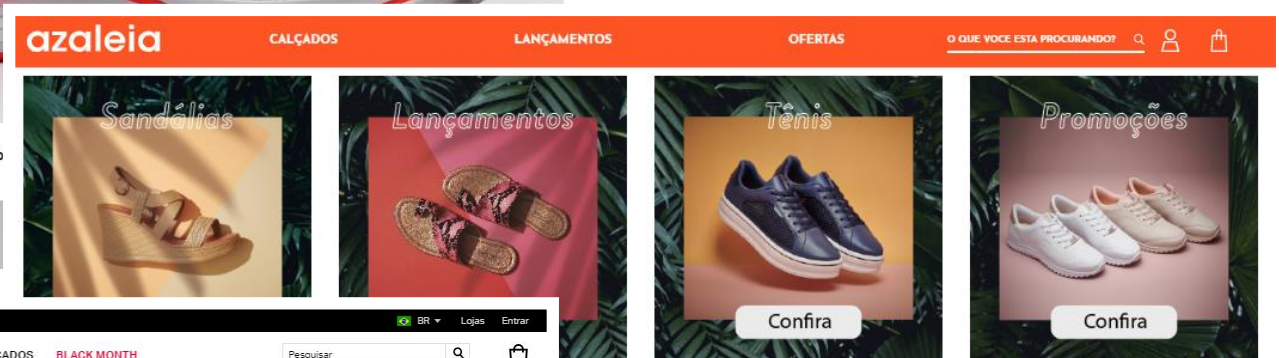 azaleia
CALÇADOS
LANÇAMENTOS
OFERTAS
O QUE VOCE ESTA PROCURANDO?
Sandálias
Lançamentos
Tênis
Promoções
Confira
Confira
BR
Lojas
Entrar
BLACK MONTH
Pesquisar